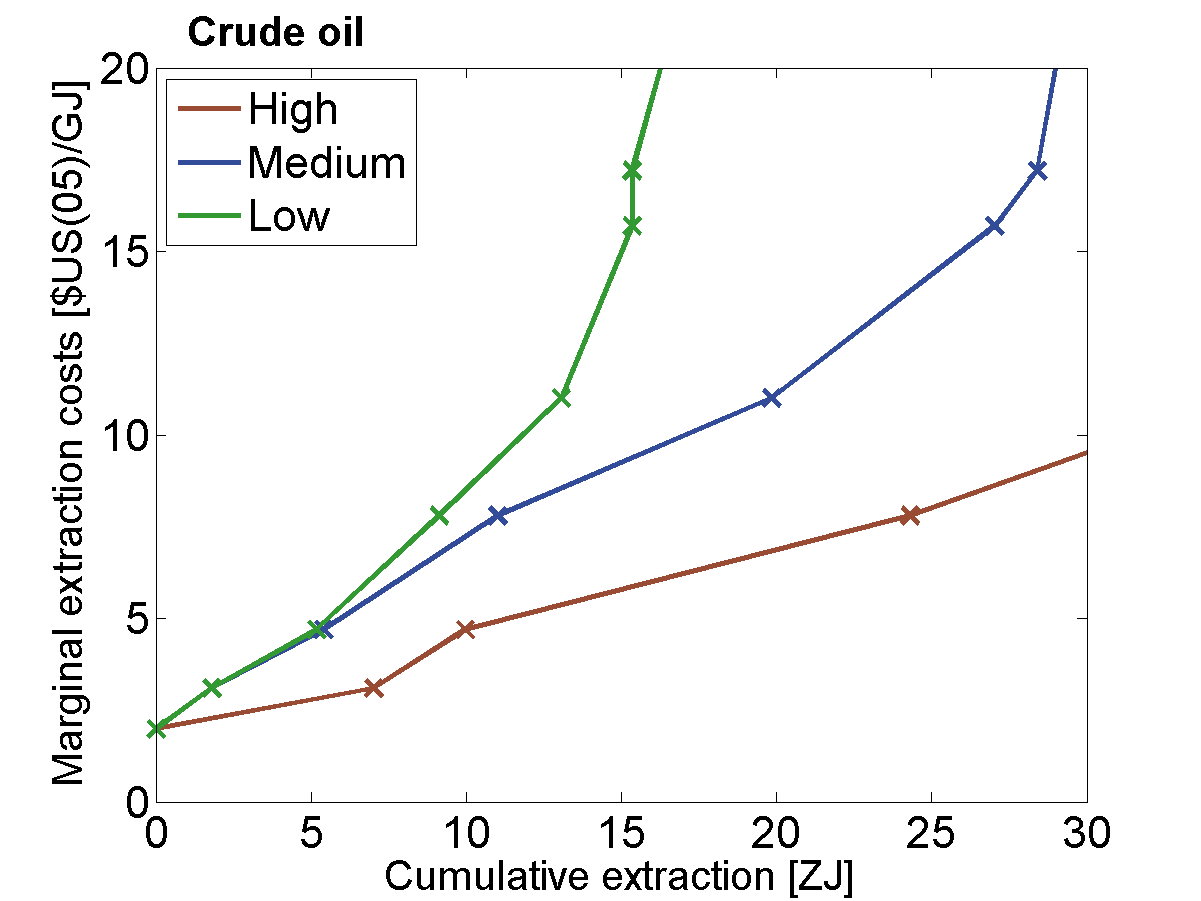 Crude oil
High
Medium
Low
Marginal extraction costs [$US(05)/GJ]
20
15
10
5
0
0 5 10 15 20 25 30
Cumulative extraction [ZJ]